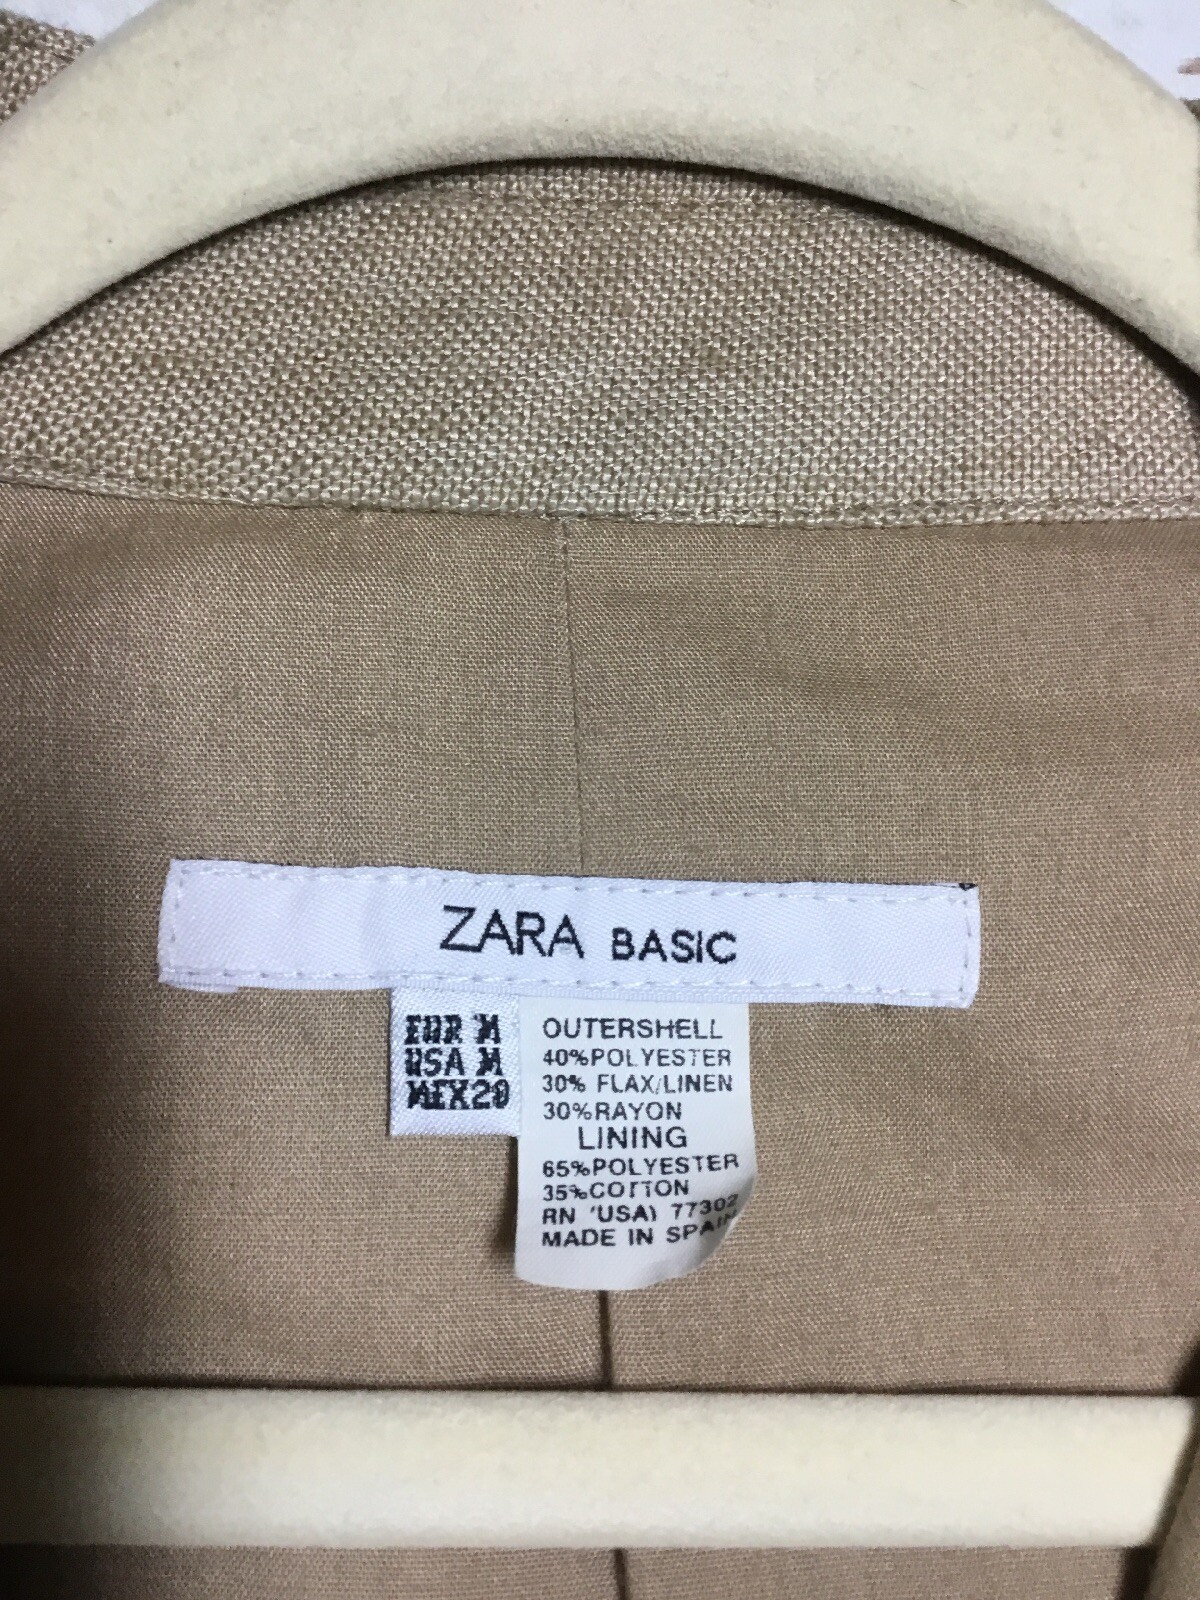 ZARA BASIC
EUR M
USA M
MEX 28
OUTERSHELL
40%POLYESTER
30% FLAX/LINEN
30%RAYON
LINING
65%POLYESTER
35%COTTON
RN (USA) 77302
MADE IN SPAIN